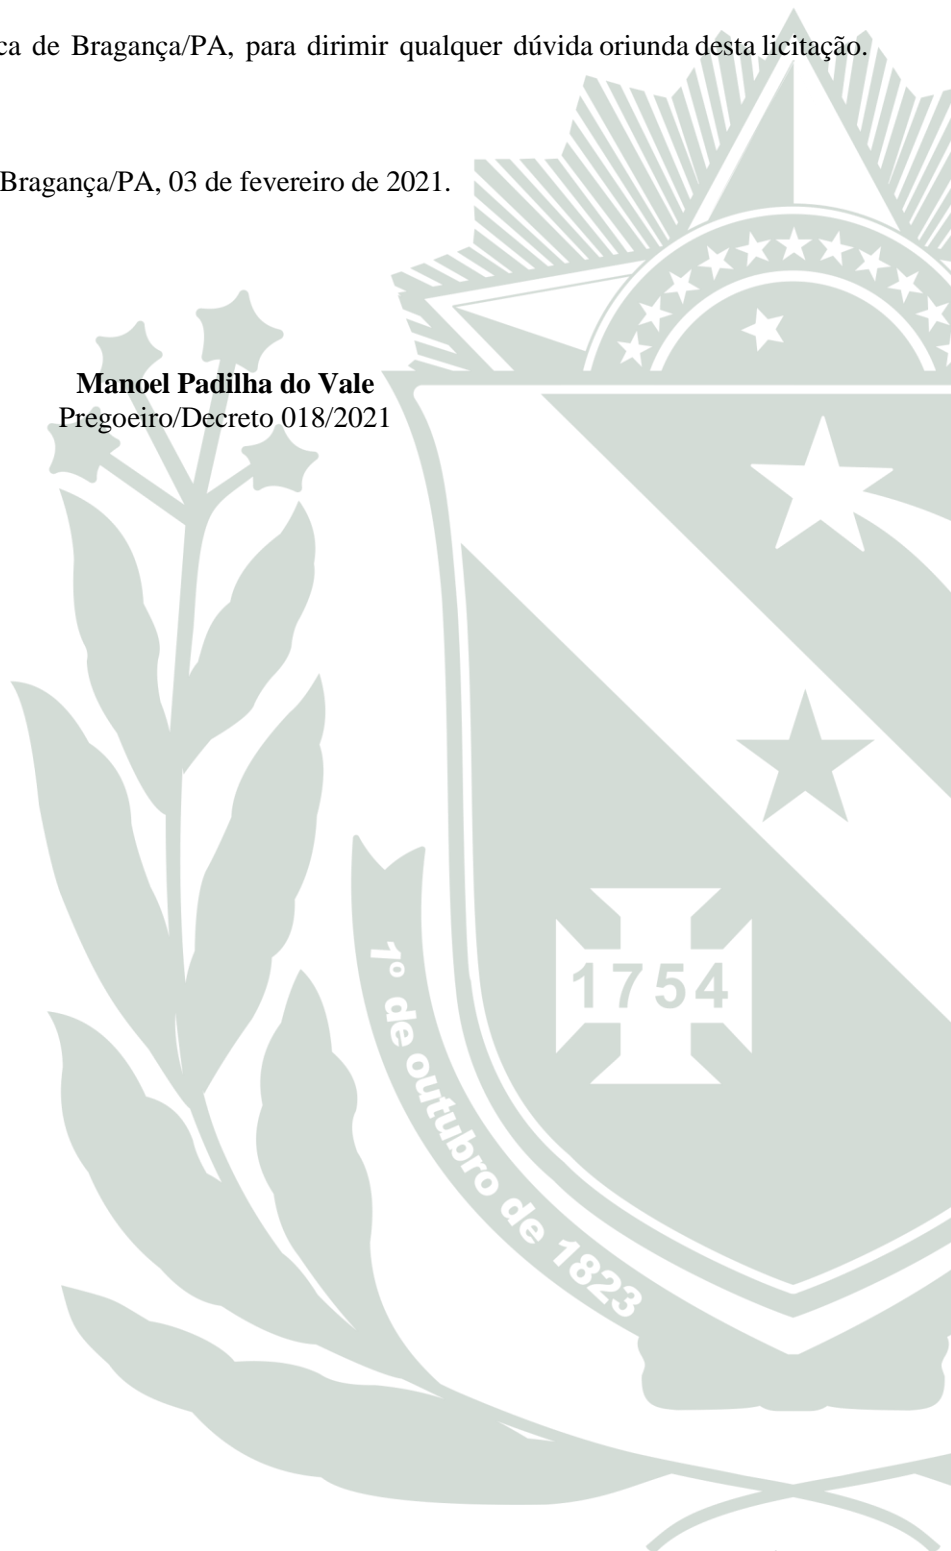 de Bragança/PA, para dirimir qualquer dúvida oriunda desta licitação.
Bragança/PA, 03 de fevereiro de 2021.
Manoel Padilha do Vale
Pregoeiro/Decreto 018/2021
1754
1º de outubro de 1823